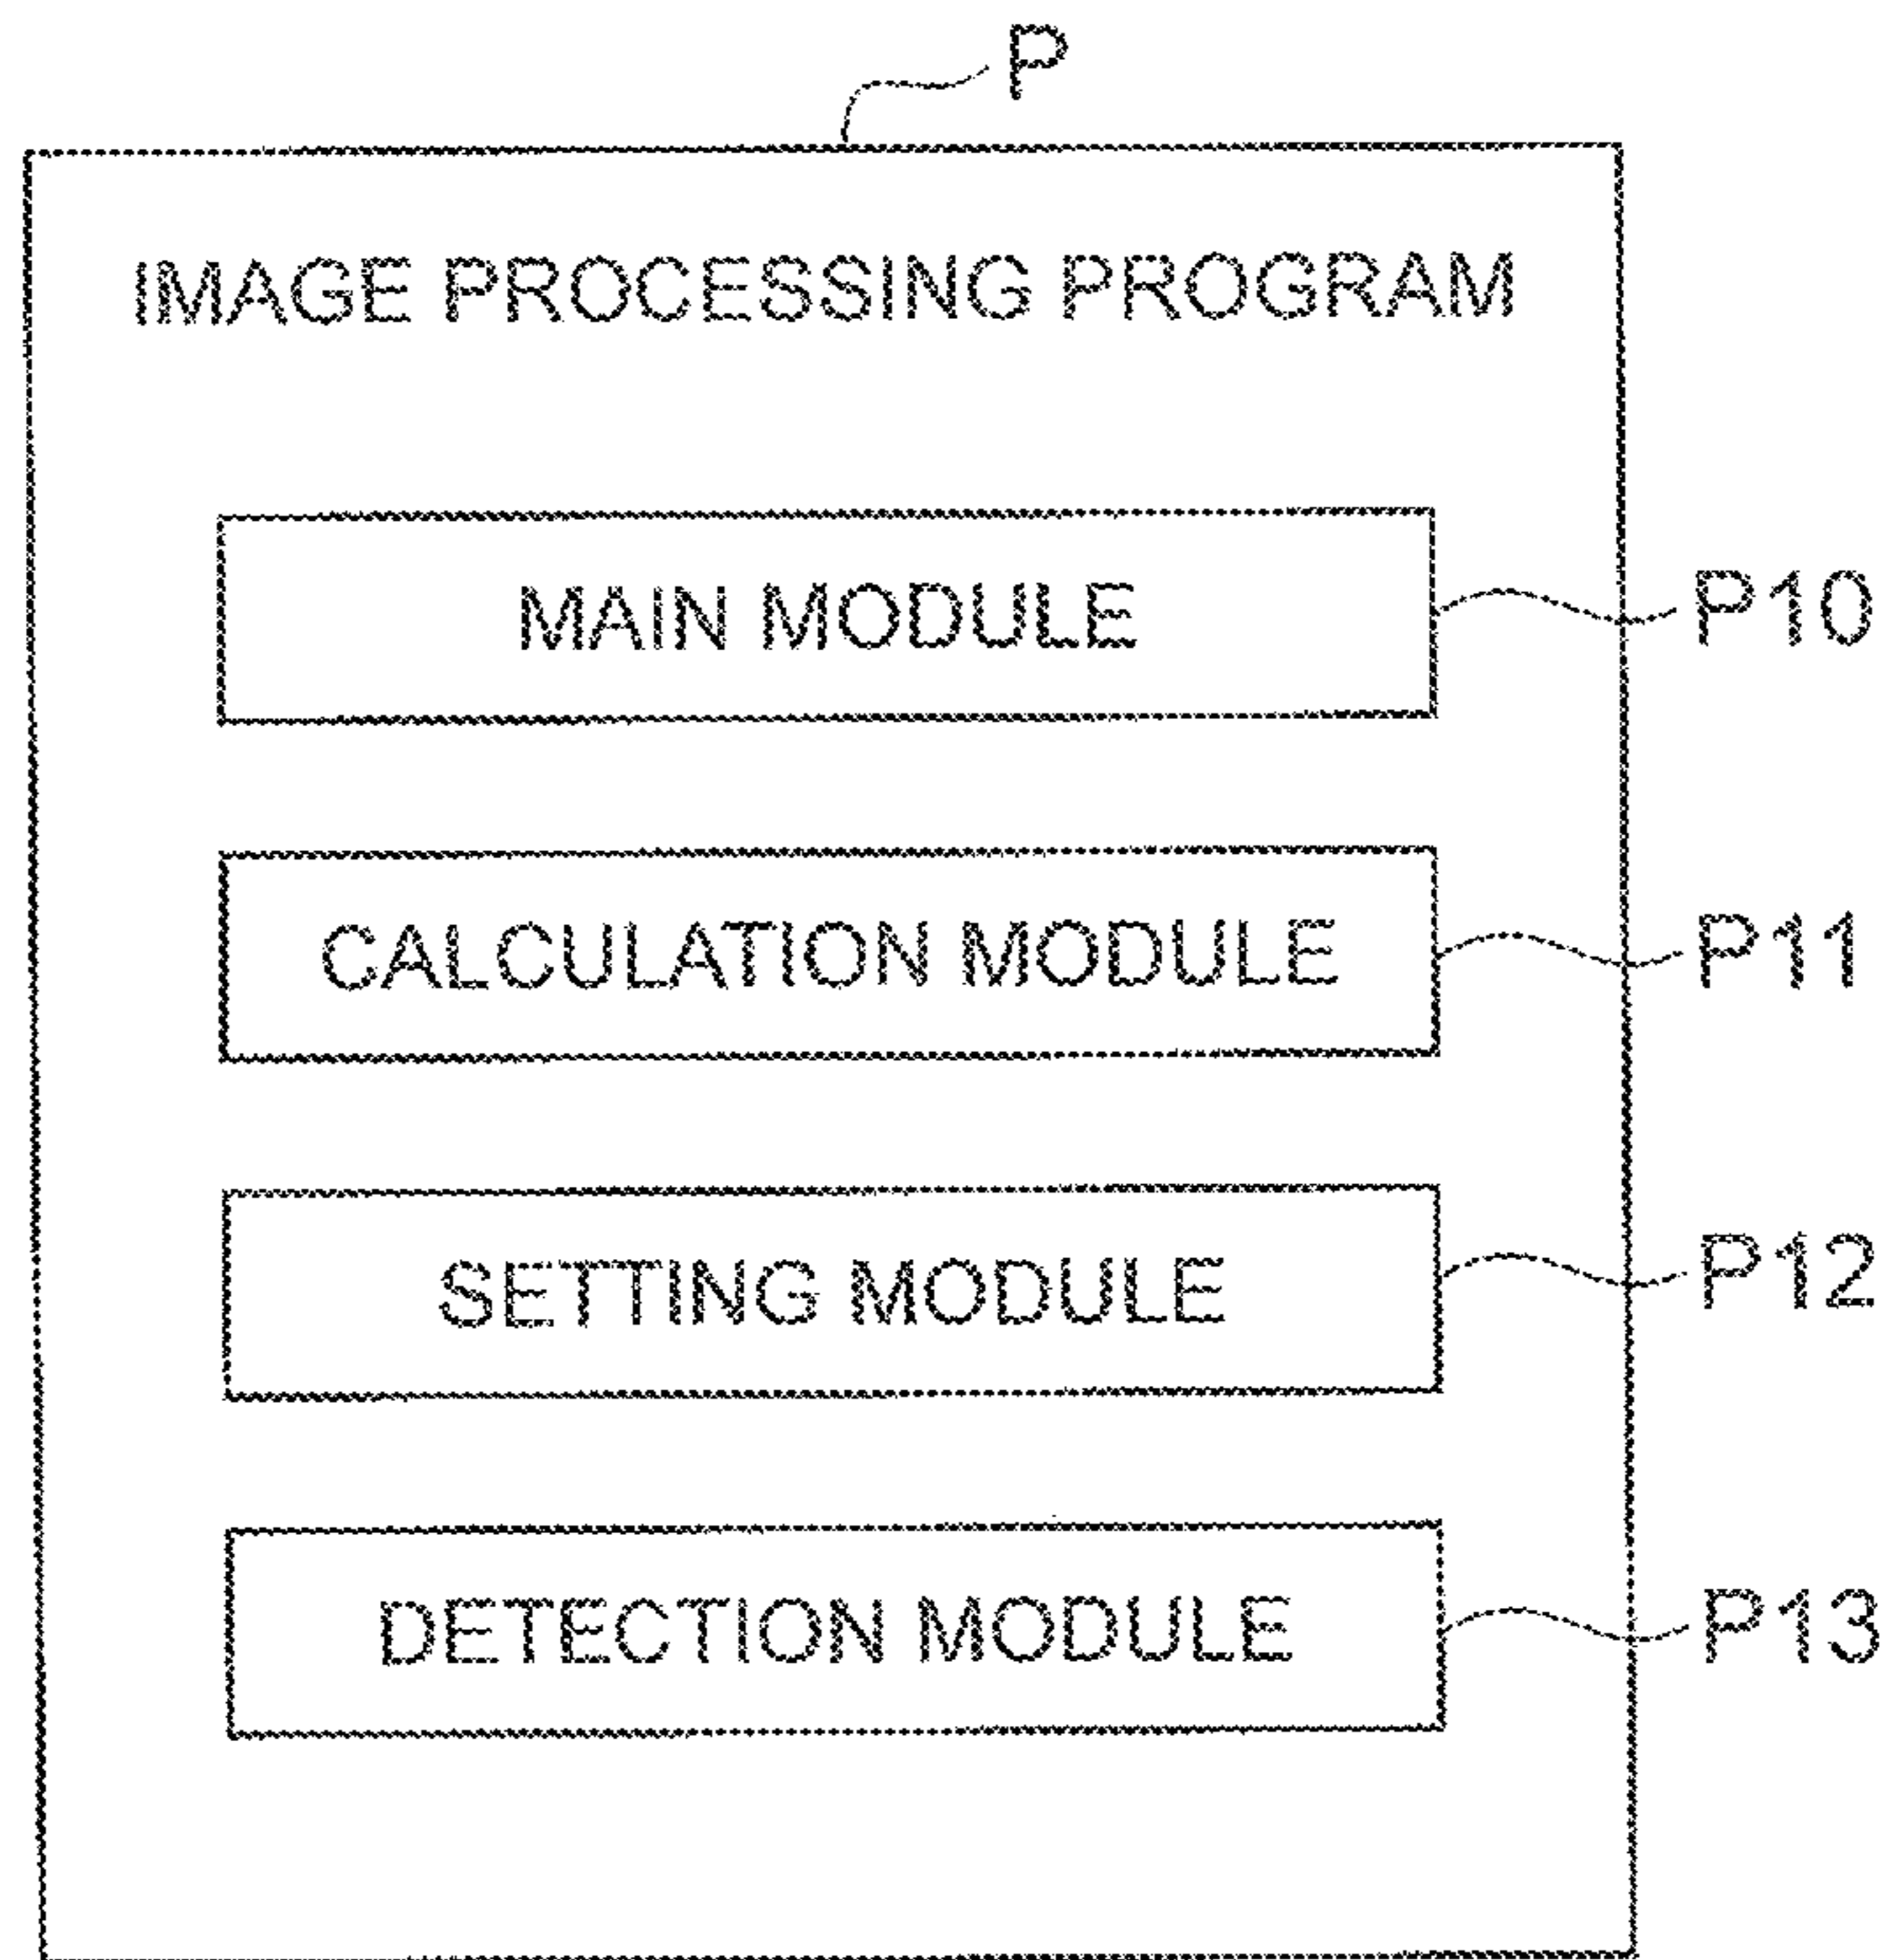 P
IMAGE PROCESSING PROGRAM
MAIN MODULE
P10
CALCULATION MODULE
P11
SETTING MODULE
P12
DETECTION MODULE
P13